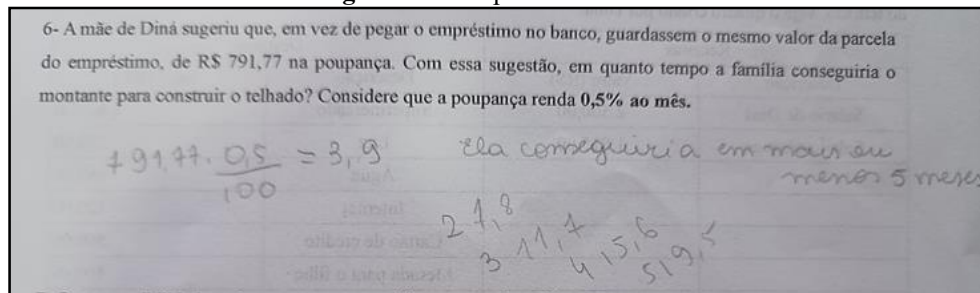 6- A mãe de Diná sugeriu que, em vez de pegar o empréstimo no banco, guardassem o mesmo valor da parcela
do empréstimo, de R$ 791,77 na poupança. Com essa sugestão, em quanto tempo a família conseguiria o
montante para construir o telhado? Considere que a poupança renda 0,5% ao mês.
791,77 . 0,5 = 3,9
100
Ela conseguiria em mais ou
menos 5 meses
2 7,8
3 11,7
4 15,6
5 19,5